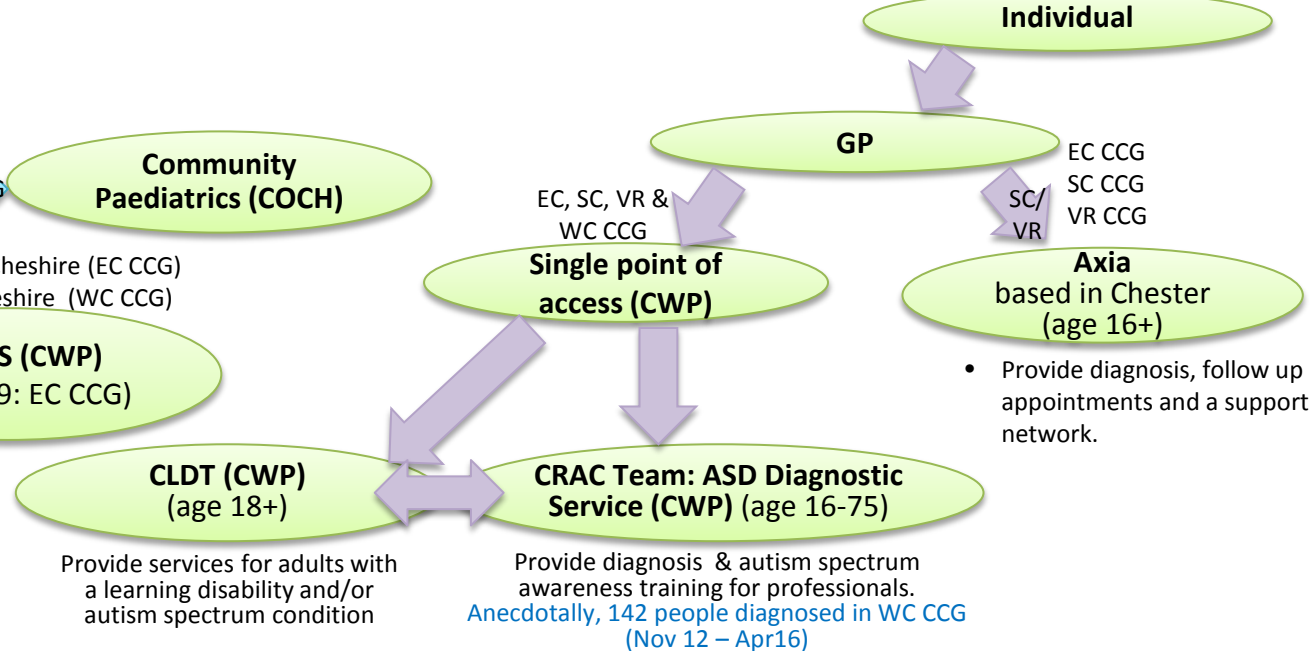 Individual
GP
Community
Paediatrics (COCH)
EC CCG
SC CCG
VR CCG
EC, SC, VR &
WC CCG
SC/
VR
Single point of
access (CWP)
Axia
based in Chester
(age 16+)
heshire (EC CCG)
eshire  (WC CCG)
S (CWP)
9: EC CCG)
• Provide diagnosis, follow up
appointments and a support
network.
CLDT (CWP)
(age 18+)
CRAC Team: ASD Diagnostic
Service (CWP) (age 16-75)
Provide services for adults with
a learning disability and/or
autism spectrum condition
Provide diagnosis  & autism spectrum
awareness training for professionals.
Anecdotally, 142 people diagnosed in WC CCG
(Nov 12 – Apr16)